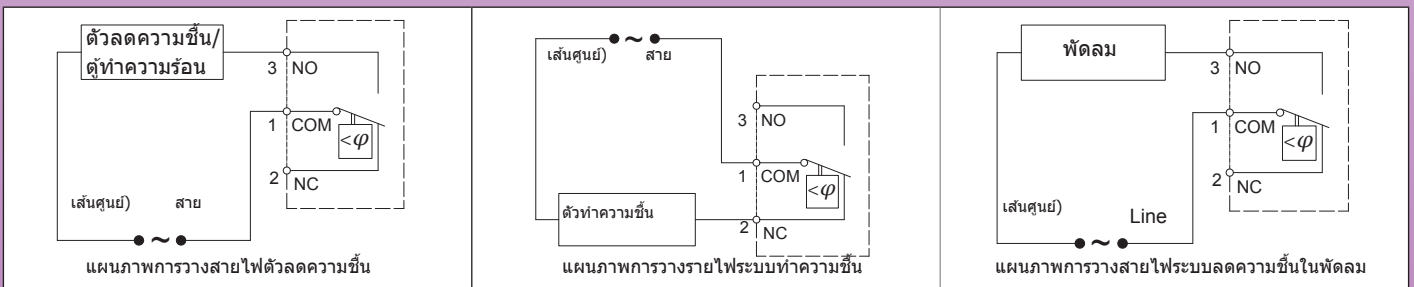 ตัวลดความชื้น/
ตู้ทำความร้อน
3 NO
1 COM
<φ
2 NC
เส้นศูนย์) สาย
~
แผนภาพการวางสายไฟตัวลดความชื้น
~
เส้นศูนย์) สาย
3 NO
1 COM
<φ
ตัวทำความชื้น
2 NC
แผนภาพการวางรายไฟระบบทำความชื้น
พัดลม
3 NO
1 COM
<φ
2 NC
เส้นศูนย์)
Line
~
แผนภาพการวางสายไฟระบบลดความชื้นในพัดลม